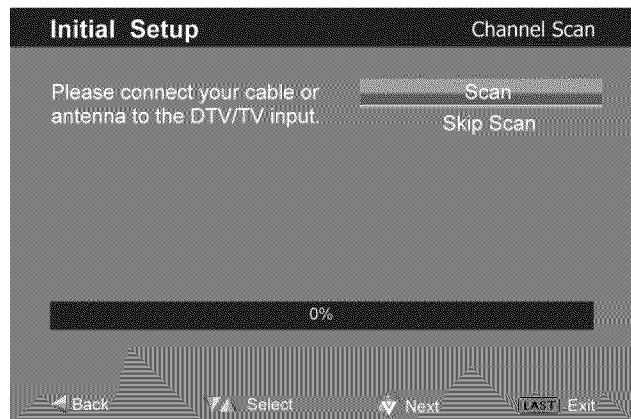 Initial Setup
Channel Scan
Please connect your cable or
antenna to the DTV/TV input.
Scan
Skip Scan
0%
Back
Select
Next
LAST Exit